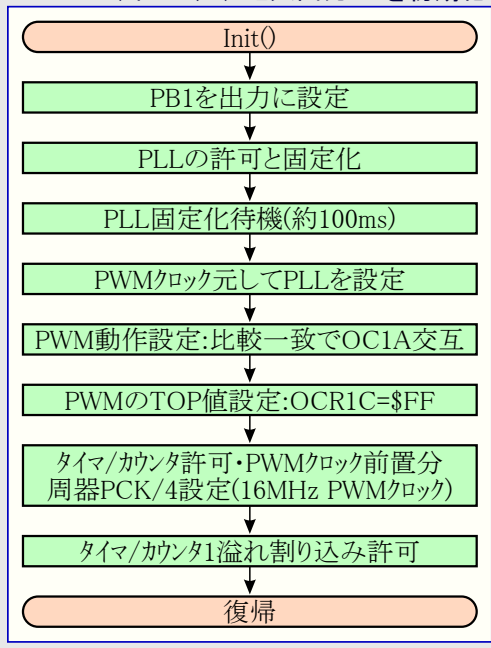 Init()
PB1を出力に設定
PLLの許可と固定化
PLL固定化待機(約100ms)
PWMｸﾛｯｸ元してPLLを設定
PWM動作設定:比較一致でOC1A交互
PWMのTOP値設定:OCR1C=$FF
ﾀｲﾏ/ｶｳﾝﾀ許可･PWMｸﾛｯｸ前置分
周器PCK/4設定(16MHz PWMｸﾛｯｸ)
ﾀｲﾏ/ｶｳﾝﾀ1溢れ割り込み許可
復帰